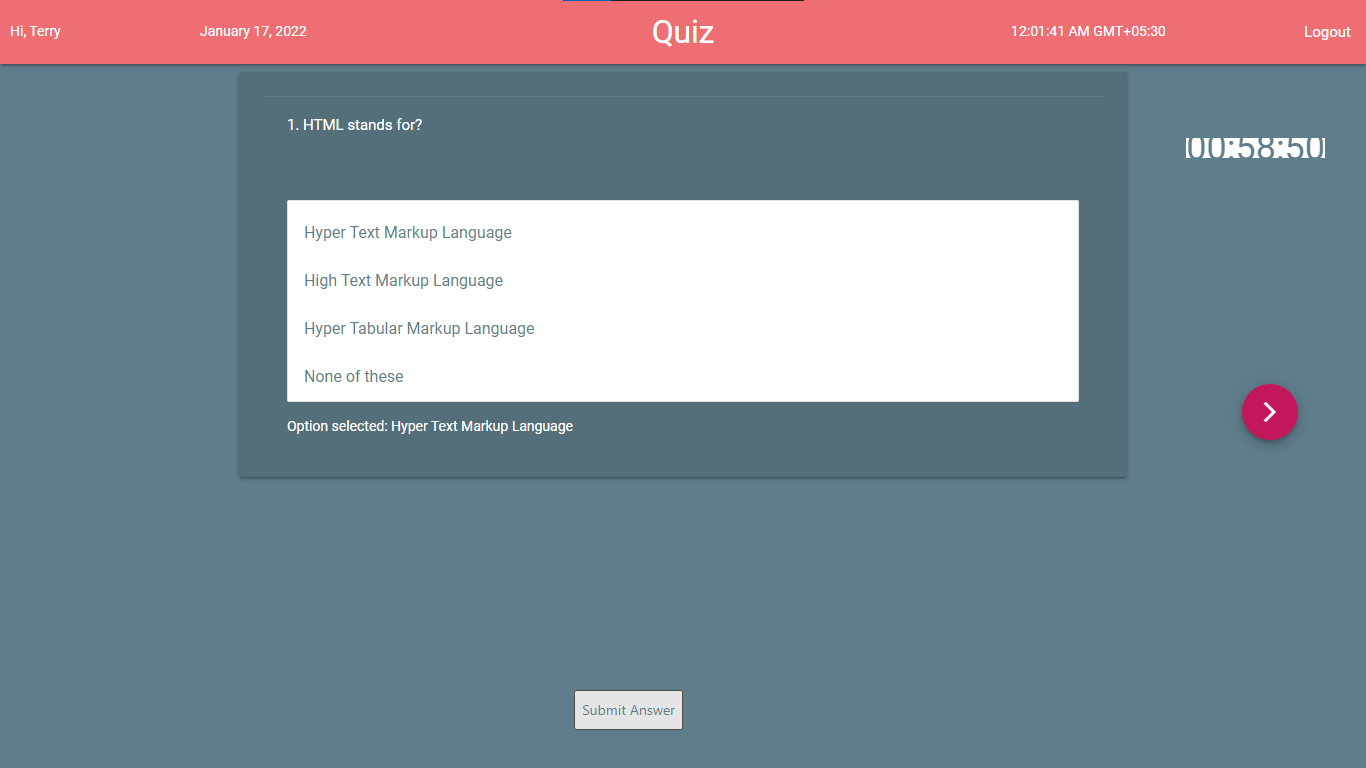 Hi, Terry
January 17, 2022
Quiz
12:01:41 AM GMT+05:30
Logout
1. HTML stands for?
00:58:50
Hyper Text Markup Language
High Text Markup Language
Hyper Tabular Markup Language
None of these
Option selected: Hyper Text Markup Language
Submit Answer